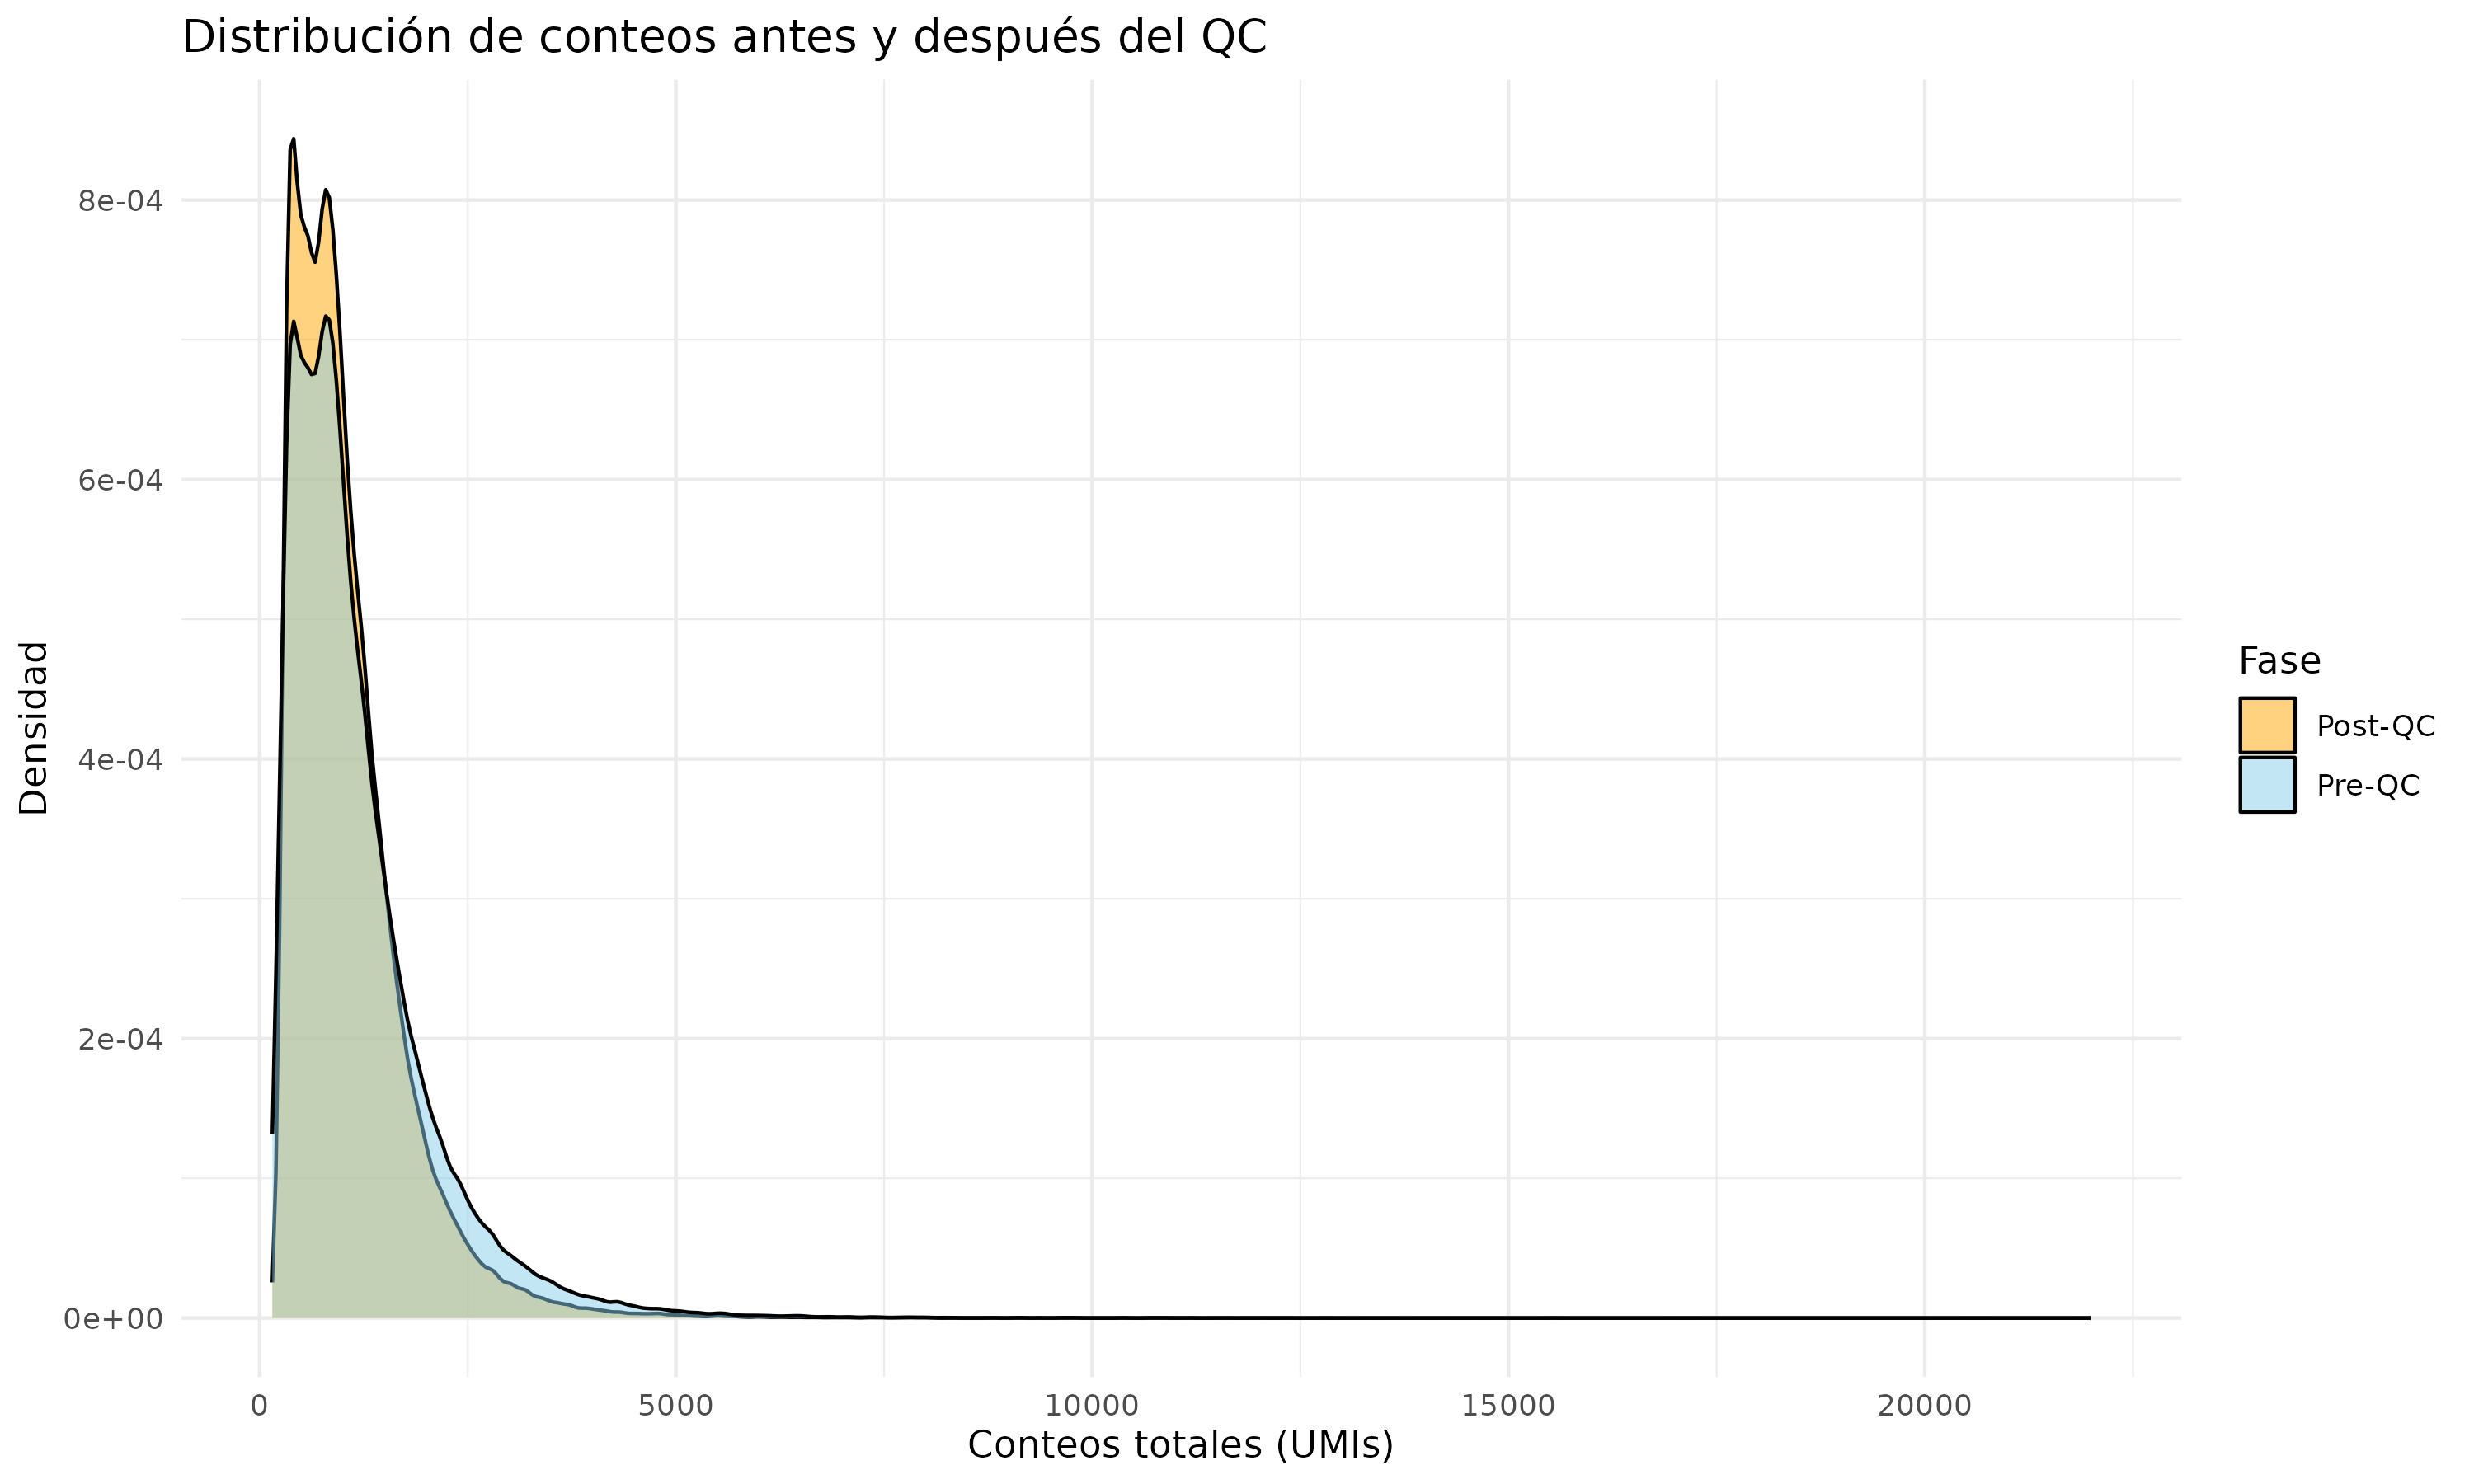 Distribución de conteos antes y después del QC
Densidad
8e-04
6e-04
4e-04
2e-04
0e+00
0
5000
10000
15000
20000
Conteos totales (UMIs)
Fase
Post-QC
Pre-QC